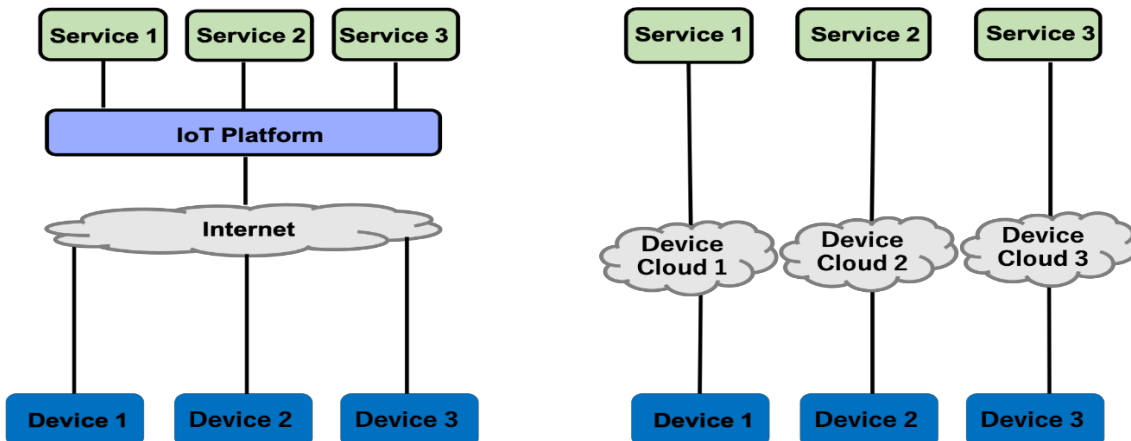 Service 1
Service 2
Service 3
IoT Platform
Internet
Device 1
Device 2
Device 3
Service 1
Service 2
Service 3
Device
Cloud 1
Device
Cloud 2
Device
Cloud 3
Device 1
Device 2
Device 3